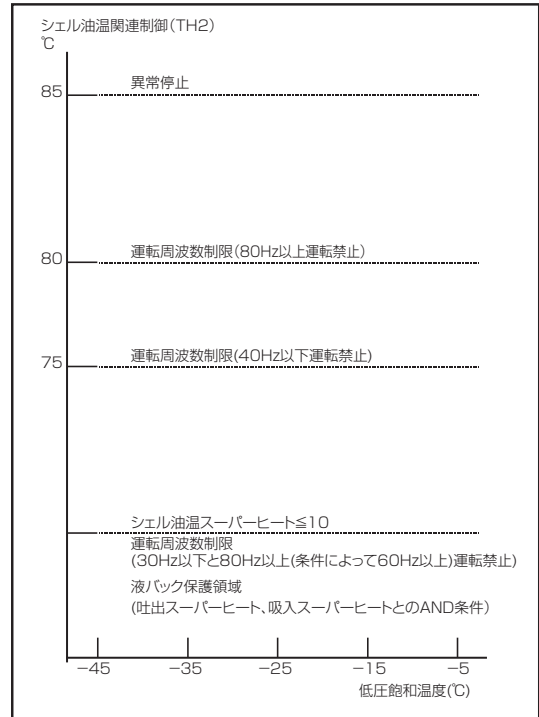 シェル油温関連制御(TH2)
℃
85
異常停止
80
運転周波数制限(80Hz以上運転禁止)
75
運転周波数制限(40Hz以下運転禁止)
シェル油温スーパーヒート≦10
運転周波数制限
(30Hz以下と80Hz以上(条件によって60Hz以上)運転禁止)
液バック保護領域
(吐出スーパーヒート、吸入スーパーヒートとのAND条件)
−45 −35 −25 −15 −5
低圧飽和温度(℃)